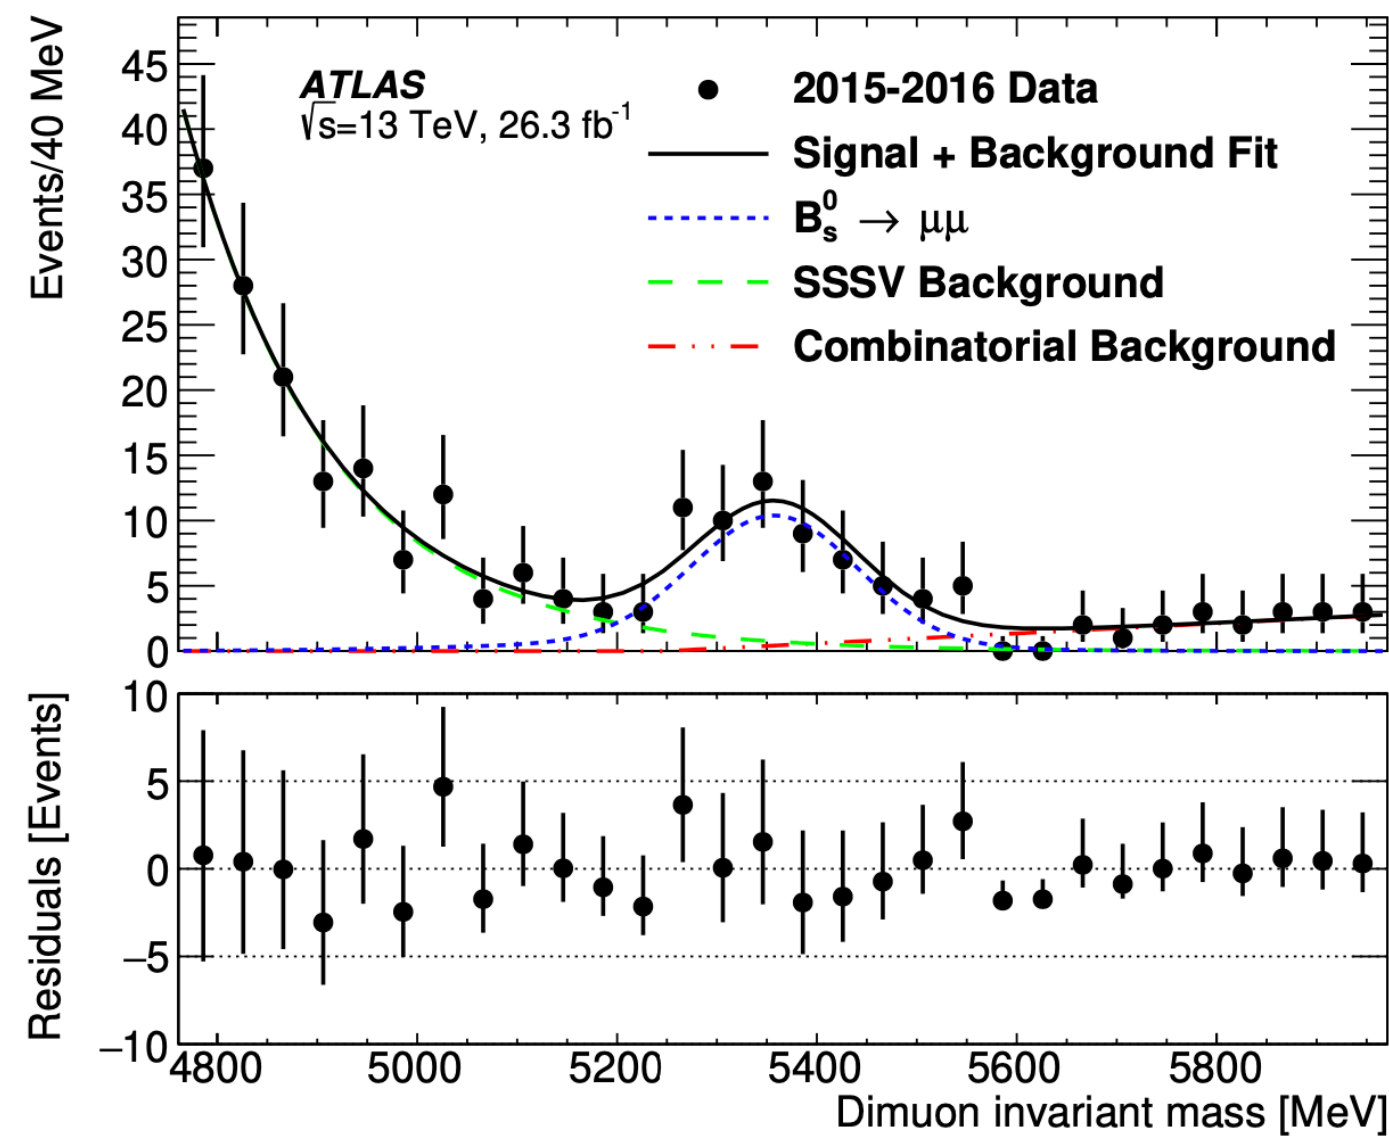 Events/40 MeV
45
40
35
30
25
20
15
10
5
0
ATLAS
√s=13 TeV, 26.3 fb⁻¹
2015-2016 Data
Signal + Background Fit
B⁰ₛ → μμ
SSSV Background
Combinatorial Background
Residuals [Events]
10
5
0
−5
−10
4800 5000 5200 5400 5600 5800
Dimuon invariant mass [MeV]